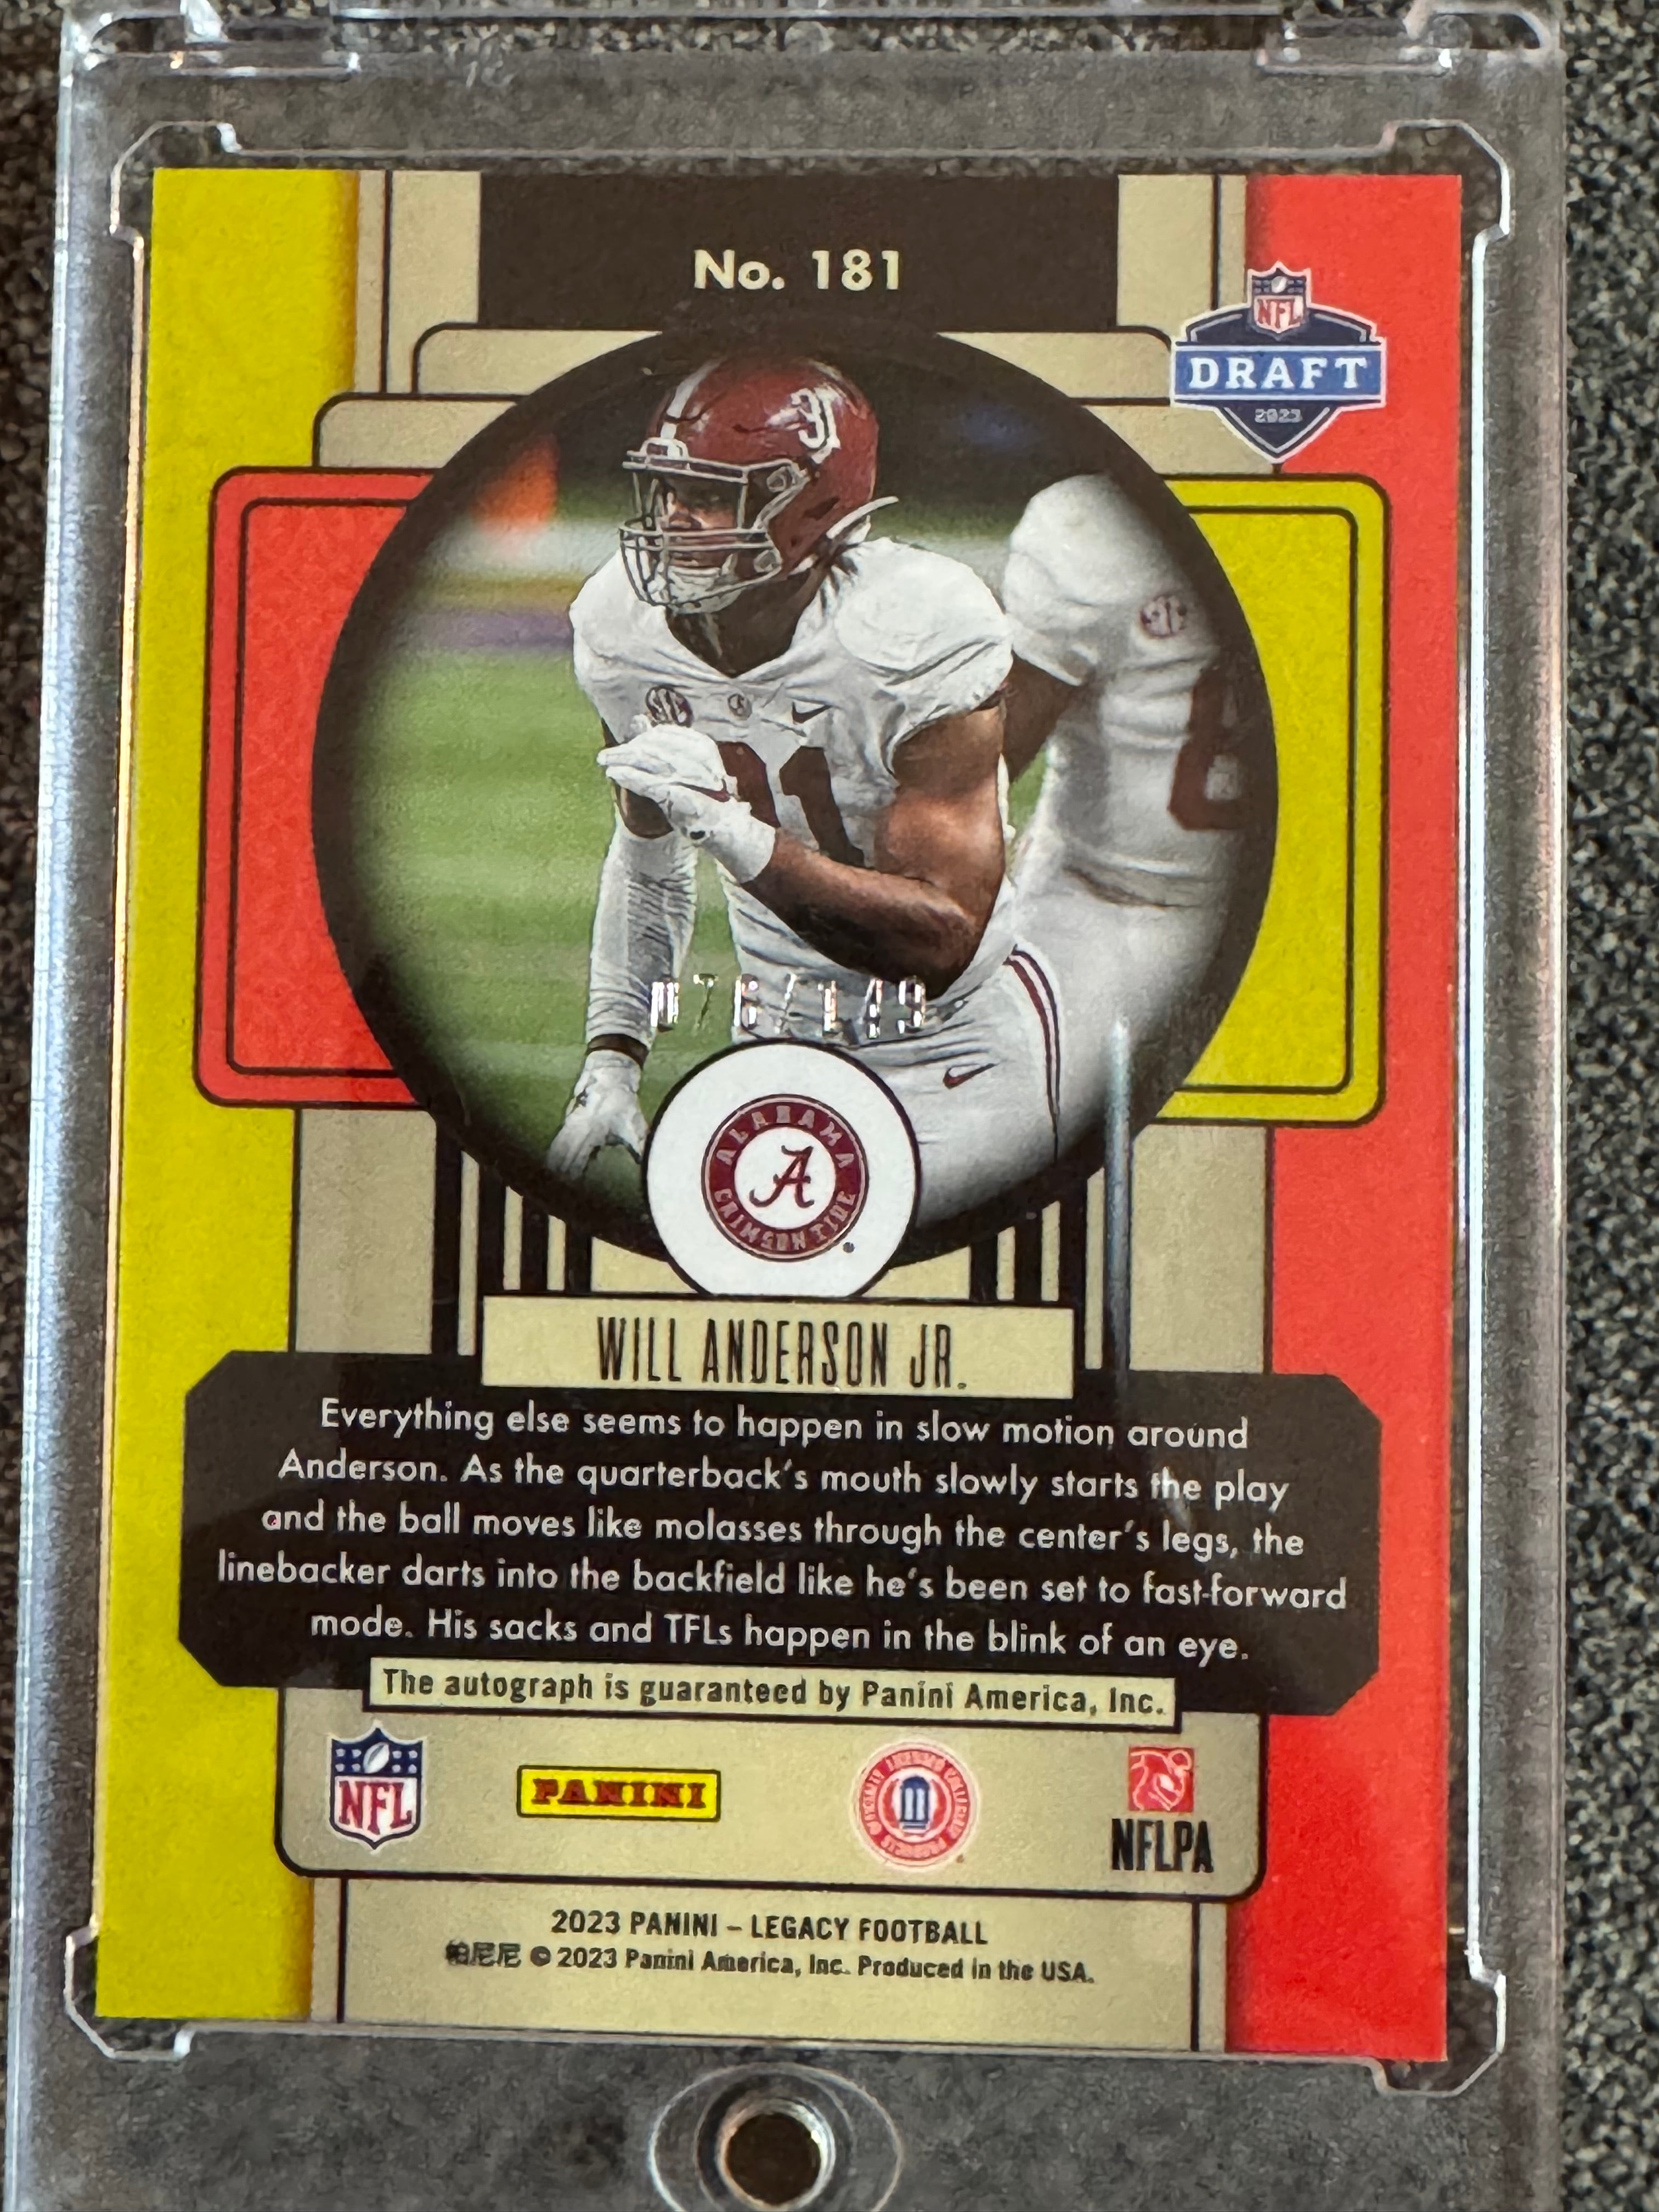 No. 181
NFL
DRAFT
2023
31
31
8
076/149
ALABAMA
A
CRIMSON TIDE
WILL ANDERSON JR.
Everything else seems to happen in slow motion around
Anderson. As the quarterback's mouth slowly starts the play
and the ball moves like molasses through the center's legs, the
linebacker darts into the backfield like he's been set to fast-forward
mode. His sacks and TFLs happen in the blink of an eye.
The autograph is guaranteed by Panini America, Inc.
NFL
PANINI
NFLPA
2023 PANINI – LEGACY FOOTBALL
帕尼尼 © 2023 Panini America, Inc. Produced in the USA.